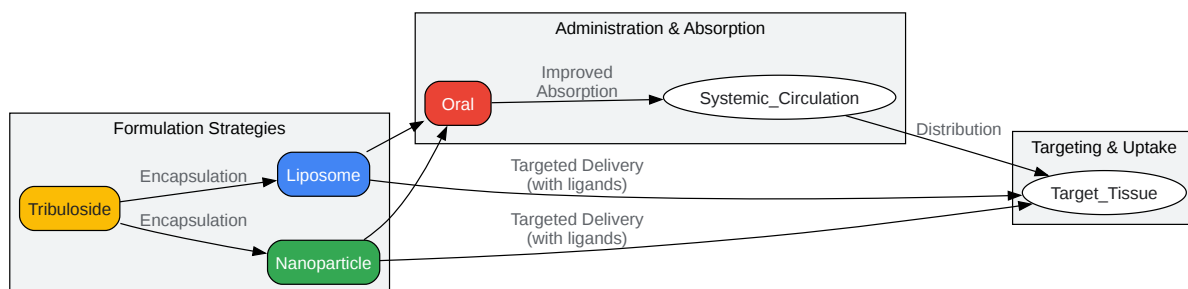 Formulation Strategies
Tribuloside
Encapsulation
Encapsulation
Liposome
Nanoparticle
Administration & Absorption
Oral
Improved
Absorption
Systemic_Circulation
Targeted Delivery
(with ligands)
Targeted Delivery
(with ligands)
Distribution
Targeting & Uptake
Target_Tissue